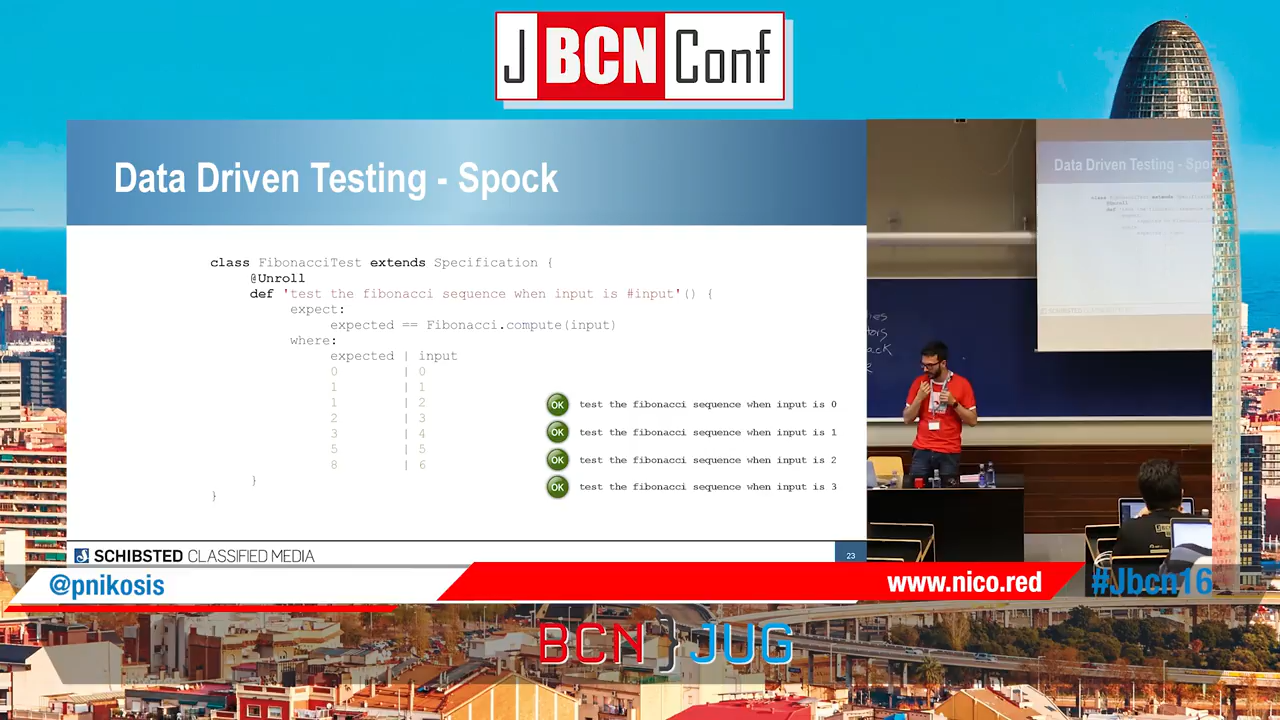 J BCN Conf
Data Driven Testing - Spock
class FibonacciTest extends Specification {
@Unroll
def 'test the fibonacci sequence when input is #input'() {
expect:
expected == Fibonacci.compute(input)
where:
expected | input
0 | 0
1 | 1
1 | 2
2 | 3
3 | 4
5 | 5
8 | 6
}
}
OK test the fibonacci sequence when input is 0
OK test the fibonacci sequence when input is 1
OK test the fibonacci sequence when input is 2
OK test the fibonacci sequence when input is 3
SCHIBSTED CLASSIFIED MEDIA
23
Data Driven Testing - Spoc
@pnikosis
www.nico.red
#Jbcn16
BCN } JUG